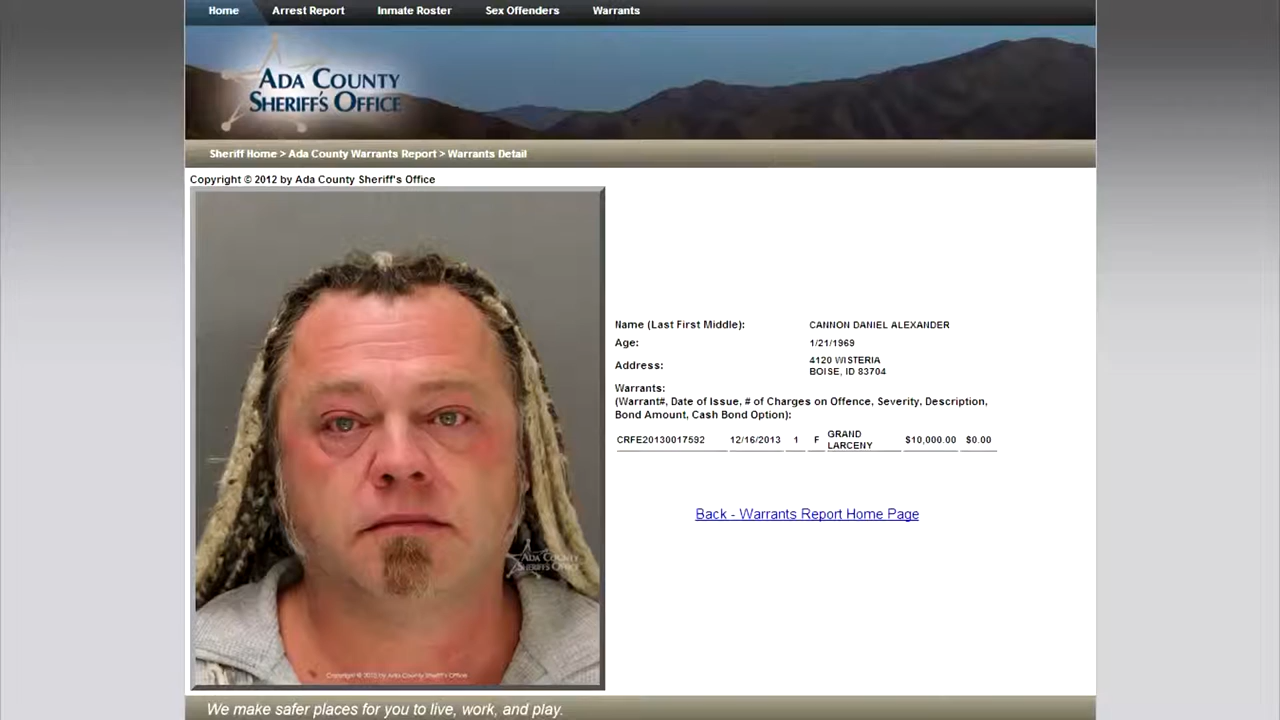 Home Arrest Report Inmate Roster Sex Offenders Warrants
ADA COUNTY
SHERIFF'S OFFICE
Sheriff Home > Ada County Warrants Report > Warrants Detail
Copyright © 2012 by Ada County Sheriff's Office
Name (Last First Middle): CANNON DANIEL ALEXANDER
Age: 1/21/1969
Address: 4120 WISTERIA
BOISE, ID 83704
Warrants:
(Warrant#, Date of Issue, # of Charges on Offence, Severity, Description,
Bond Amount, Cash Bond Option):
CRFE20130017592 12/16/2013 1 F GRAND LARCENY $10,000.00 $0.00
Back - Warrants Report Home Page
ADA COUNTY
SHERIFF'S OFFICE
We make safer places for you to live, work, and play.